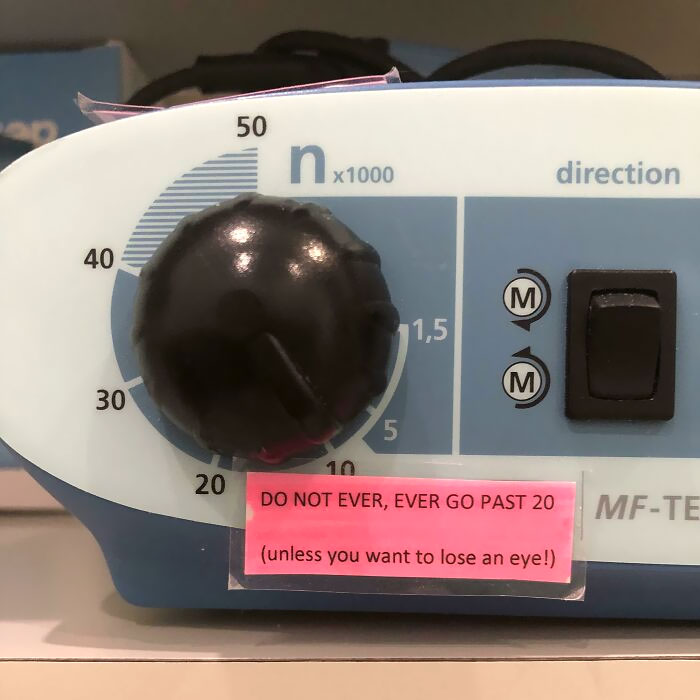 50
n x1000
direction
40
M
1,5
M
30
5
20
10
DO NOT EVER, EVER GO PAST 20
(unless you want to lose an eye!)
MF-TE